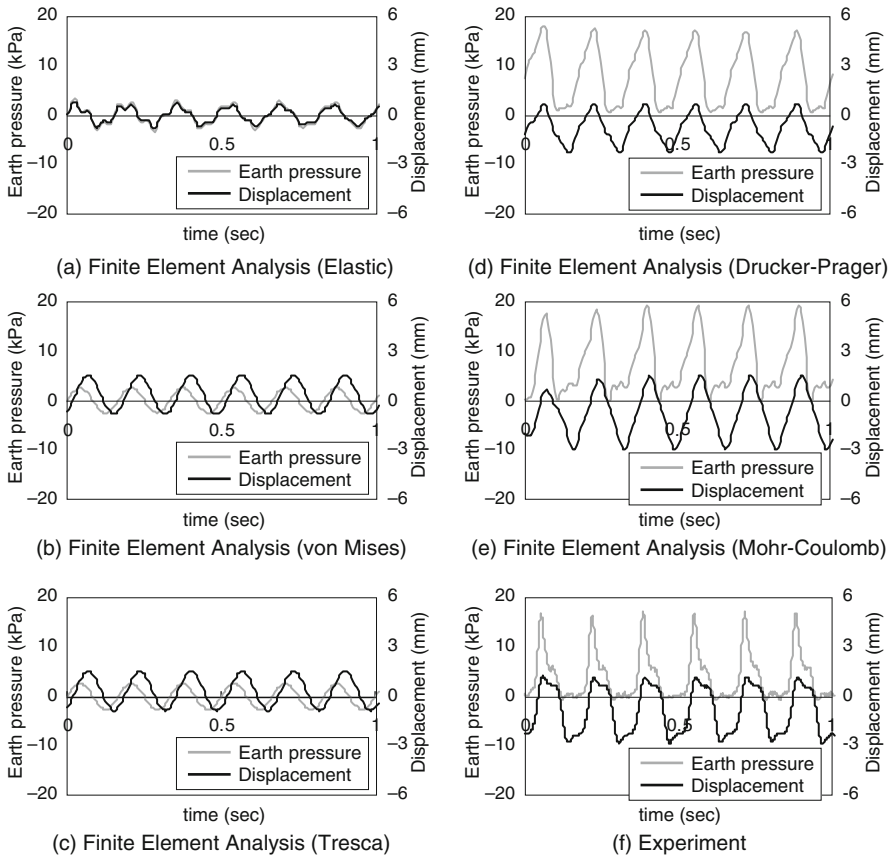 20
10
0
−10
−20
Earth pressure (kPa)
6
3
0
−3
−6
Displacement (mm)
0
0.5
1
Earth pressure
Displacement
time (sec)
(a) Finite Element Analysis (Elastic)
20
10
0
−10
−20
Earth pressure (kPa)
6
3
0
−3
−6
Displacement (mm)
0
0.5
1
Earth pressure
Displacement
time (sec)
(d) Finite Element Analysis (Drucker-Prager)
20
10
0
−10
−20
Earth pressure (kPa)
6
3
0
−3
−6
Displacement (mm)
0
0.5
1
Earth pressure
Displacement
time (sec)
(b) Finite Element Analysis (von Mises)
20
10
0
−10
−20
Earth pressure (kPa)
6
3
0
−3
−6
Displacement (mm)
0
0.5
1
Earth pressure
Displacement
time (sec)
(e) Finite Element Analysis (Mohr-Coulomb)
20
10
0
−10
−20
Earth pressure (kPa)
6
3
0
−3
−6
Displacement (mm)
0
0.5
1
Earth pressure
Displacement
time (sec)
(c) Finite Element Analysis (Tresca)
20
10
0
−10
−20
Earth pressure (kPa)
6
3
0
−3
-6
Displacement (mm)
0
0.5
1
Earth pressure
Displacement
time (sec)
(f) Experiment